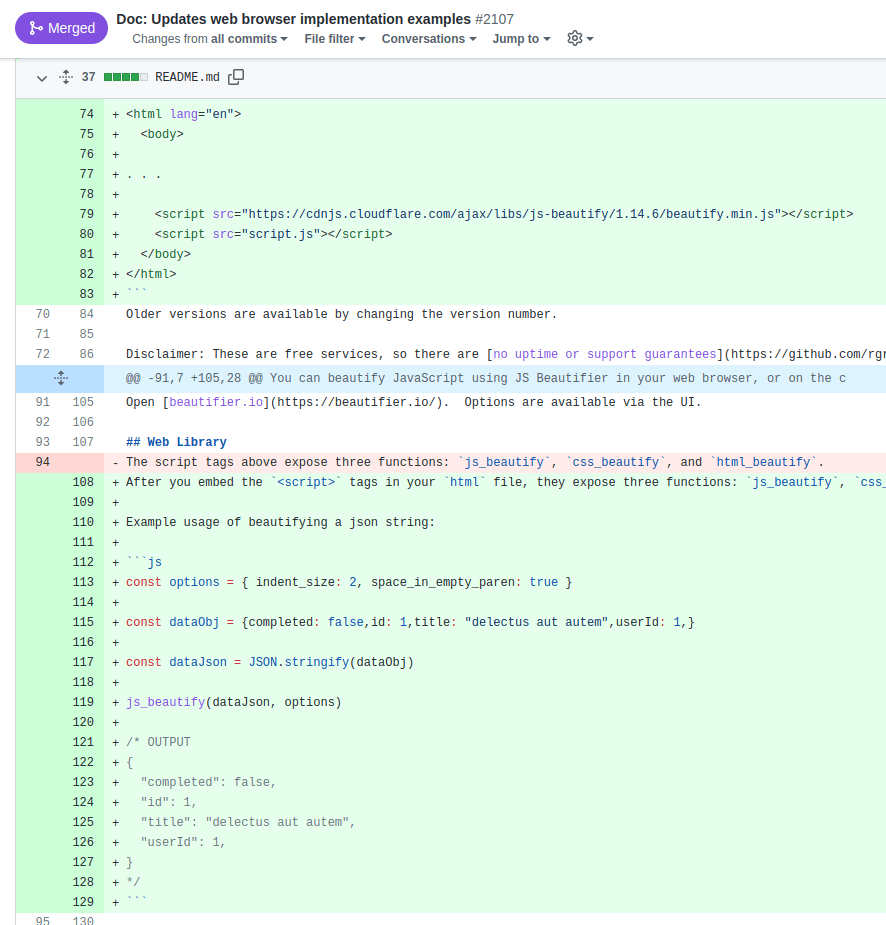 Merged Doc: Updates web browser implementation examples #2107
Changes from all commits File filter Conversations Jump to
37 README.md
74 + <html lang="en">
75 +   <body>
76 +
77 + . . .
78 +
79 +     <script src="https://cdnjs.cloudflare.com/ajax/libs/js-beautify/1.14.6/beautify.min.js"></script>
80 +     <script src="script.js"></script>
81 +   </body>
82 + </html>
83 + ```
70 84 Older versions are available by changing the version number.
71 85
72 86 Disclaimer: These are free services, so there are [no uptime or support guarantees](https://github.com/rgr
@@ -91,7 +105,28 @@ You can beautify JavaScript using JS Beautifier in your web browser, or on the c
91 105 Open [beautifier.io](https://beautifier.io/).  Options are available via the UI.
92 106
93 107 ## Web Library
94 - The script tags above expose three functions: `js_beautify`, `css_beautify`, and `html_beautify`.
108 + After you embed the `<script>` tags in your `html` file, they expose three functions: `js_beautify`, `css_
109 +
110 + Example usage of beautifying a json string:
111 +
112 + ```js
113 + const options = { indent_size: 2, space_in_empty_paren: true }
114 +
115 + const dataObj = {completed: false,id: 1,title: "delectus aut autem",userId: 1,}
116 +
117 + const dataJson = JSON.stringify(dataObj)
118 +
119 + js_beautify(dataJson, options)
120 +
121 + /* OUTPUT
122 + {
123 +   "completed": false,
124 +   "id": 1,
125 +   "title": "delectus aut autem",
126 +   "userId": 1,
127 + }
128 + */
129 + ```
95 130